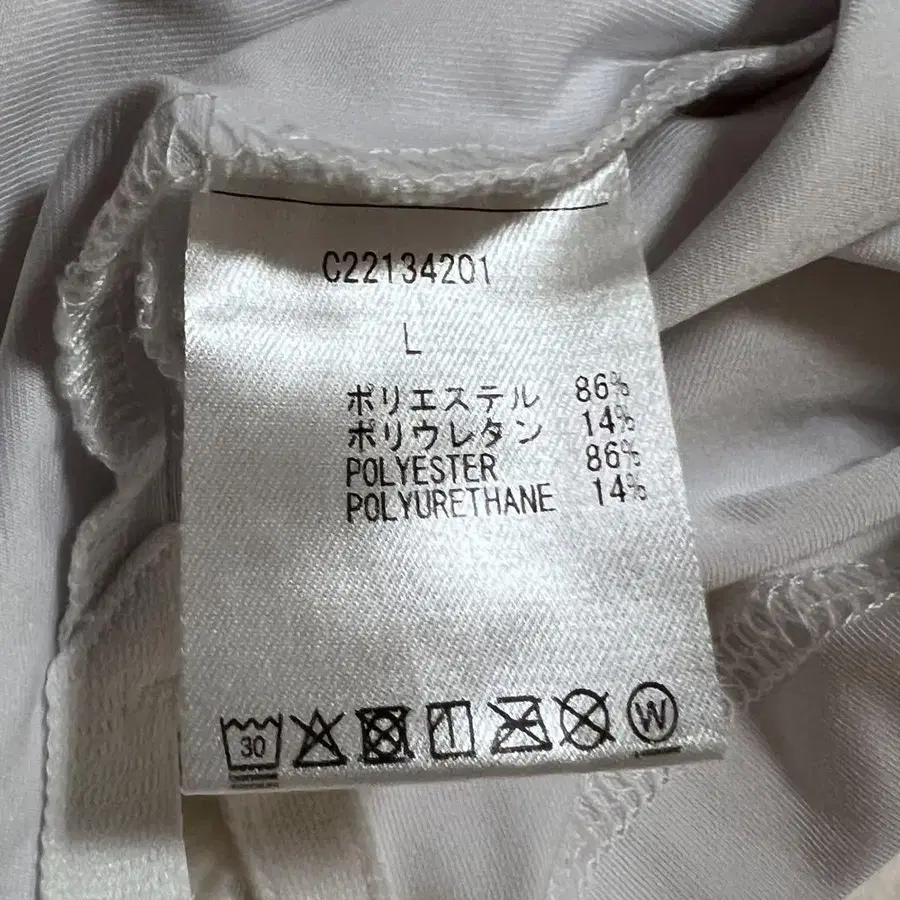 C22134201
L
ポリエステル 86%
ポリウレタン 14%
POLYESTER 86%
POLYURETHANE 14%
30
W